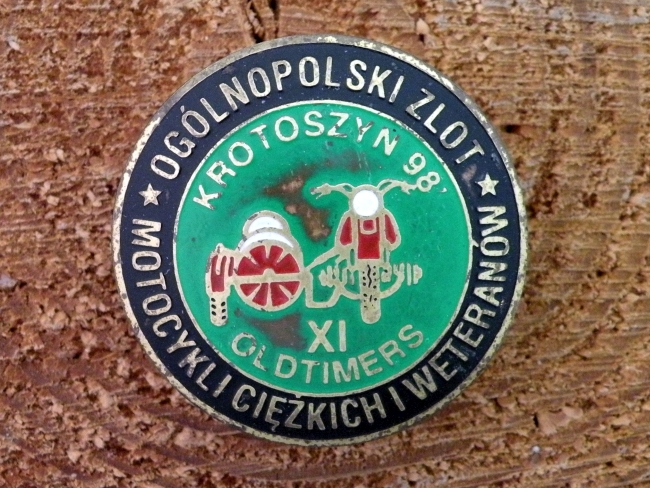 OGÓLNOPOLSKI ZLOT
MOTOCYKLI CIĘŻKICH I WETERANÓW
KROTOSZYN 98'
XI
OLDTIMERS